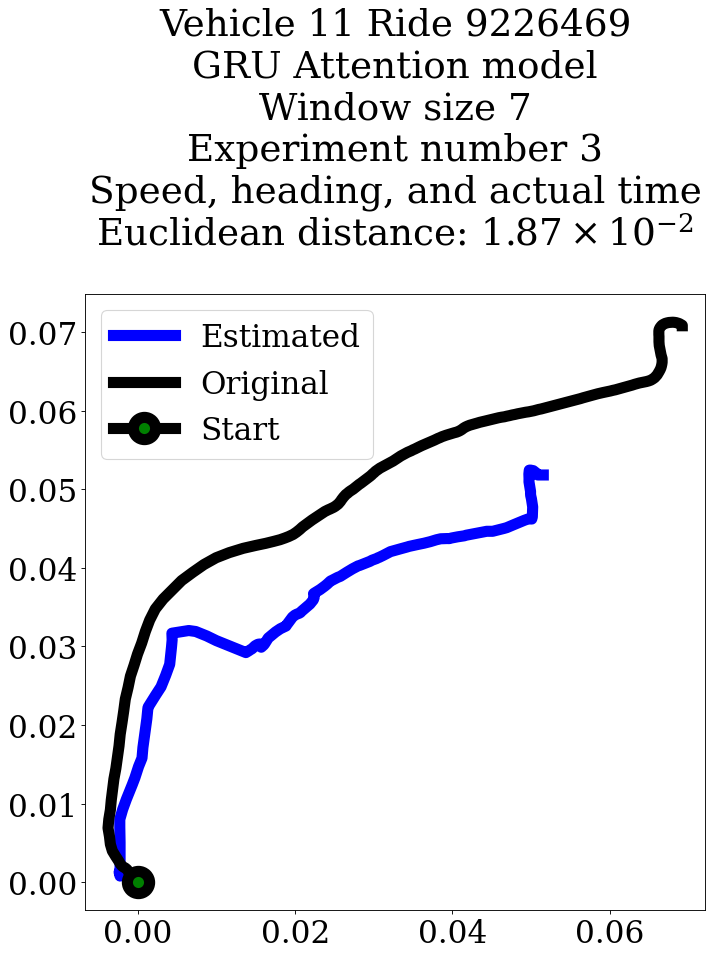 Vehicle 11 Ride 9226469
GRU Attention model
Window size 7
Experiment number 3
Speed, heading, and actual time
Euclidean distance: 1.87 × 10⁻²
Estimated
Original
Start
0.07
0.06
0.05
0.04
0.03
0.02
0.01
0.00
0.00 0.02 0.04 0.06